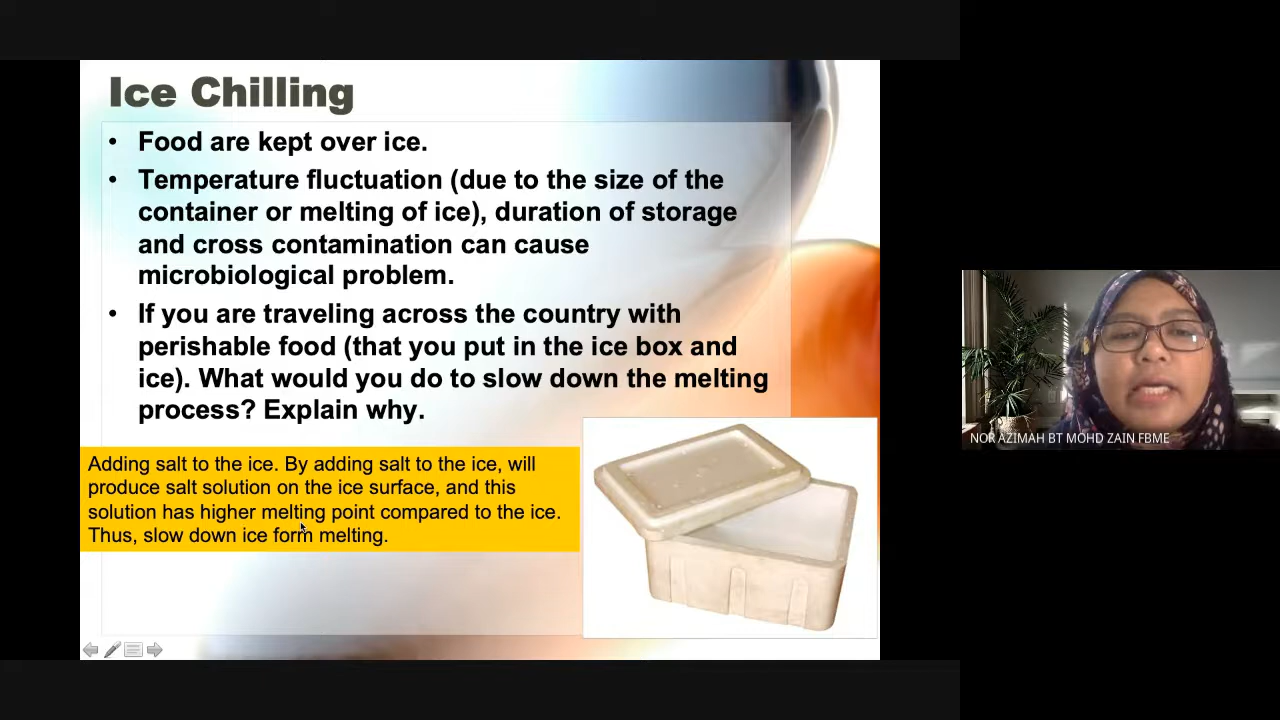 Ice Chilling
• Food are kept over ice.
• Temperature fluctuation (due to the size of the
container or melting of ice), duration of storage
and cross contamination can cause
microbiological problem.
• If you are traveling across the country with
perishable food (that you put in the ice box and
ice). What would you do to slow down the melting
process? Explain why.
Adding salt to the ice. By adding salt to the ice, will
produce salt solution on the ice surface, and this
solution has higher melting point compared to the ice.
Thus, slow down ice form melting.
NOR AZIMAH BT MOHD ZAIN FBME